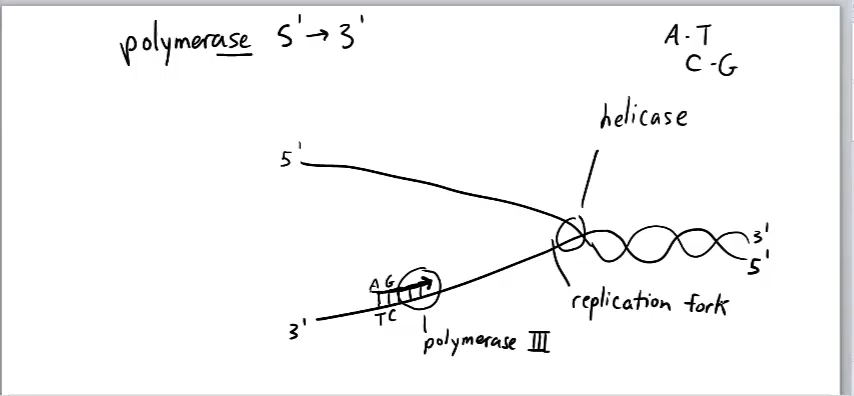 polymerase 5'→3'
A-T
C-G
helicase
5'
3'
5'
A G
T C
3'
replication fork
polymerase III